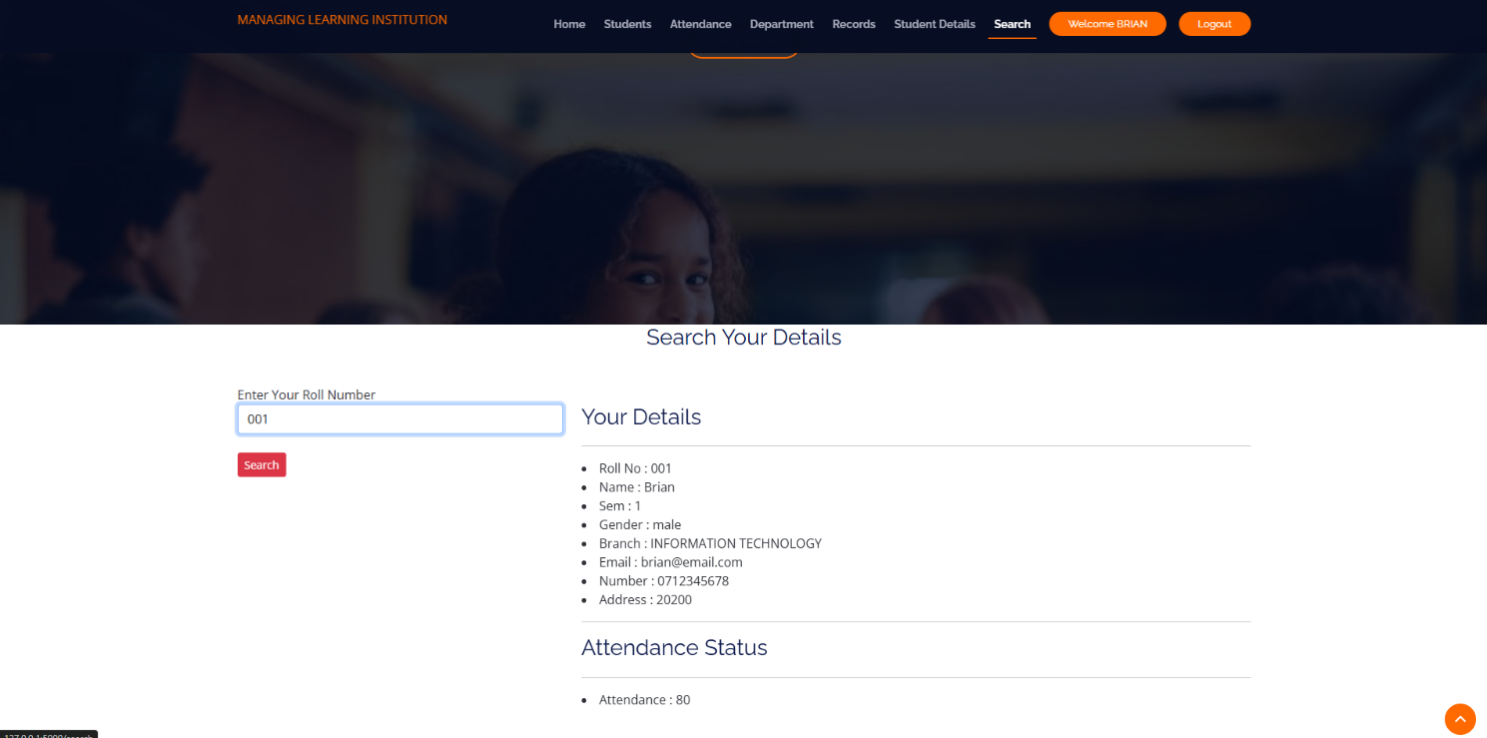 MANAGING LEARNING INSTITUTION
Home Students Attendance Department Records Student Details Search Welcome BRIAN Logout
Search Your Details
Enter Your Roll Number
001
Search
Your Details
Roll No : 001
Name : Brian
Sem : 1
Gender : male
Branch : INFORMATION TECHNOLOGY
Email : brian@email.com
Number : 0712345678
Address : 20200
Attendance Status
Attendance : 80